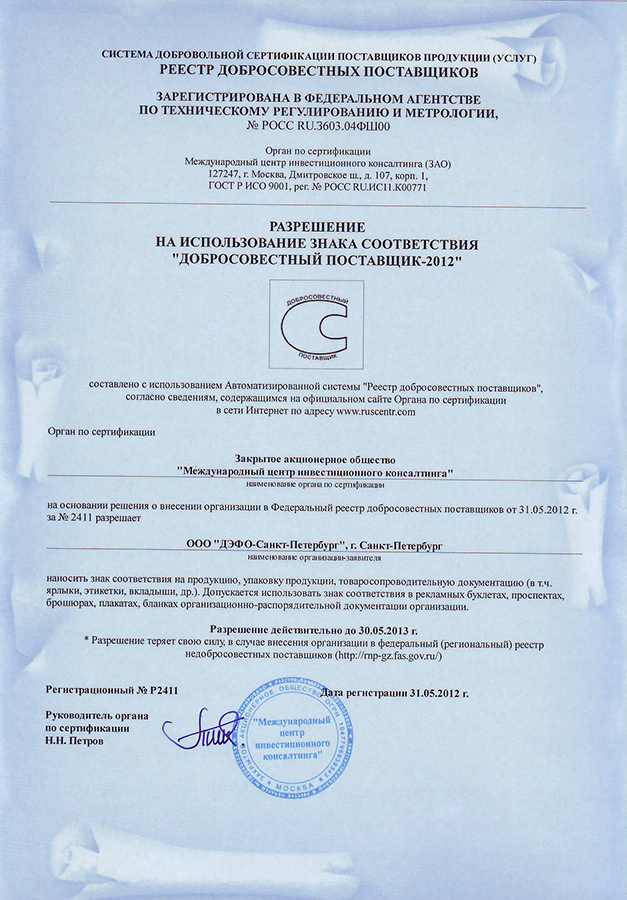 СИСТЕМА ДОБРОВОЛЬНОЙ СЕРТИФИКАЦИИ ПОСТАВЩИКОВ ПРОДУКЦИИ (УСЛУГ)
РЕЕСТР ДОБРОСОВЕСТНЫХ ПОСТАВЩИКОВ
ЗАРЕГИСТРИРОВАНА В ФЕДЕРАЛЬНОМ АГЕНТСТВЕ
ПО ТЕХНИЧЕСКОМУ РЕГУЛИРОВАНИЮ И МЕТРОЛОГИИ,
№ РОСС RU.З603.04ФШ00
Орган по сертификации
Международный центр инвестиционного консалтинга (ЗАО)
127247, г. Москва, Дмитровское ш., д. 107, корп. 1,
ГОСТ Р ИСО 9001, рег. № РОСС RU.ИС11.К00771
РАЗРЕШЕНИЕ
НА ИСПОЛЬЗОВАНИЕ ЗНАКА СООТВЕТСТВИЯ
"ДОБРОСОВЕСТНЫЙ ПОСТАВЩИК-2012"
ДОБРОСОВЕСТНЫЙ
ПОСТАВЩИК
составлено с использованием Автоматизированной системы "Реестр добросовестных поставщиков",
согласно сведениям, содержащимся на официальном сайте Органа по сертификации
в сети Интернет по адресу www.ruscentr.com
Орган по сертификации
Закрытое акционерное общество
"Международный центр инвестиционного консалтинга"
наименование органа по сертификации
на основании решения о внесении организации в Федеральный реестр добросовестных поставщиков от 31.05.2012 г.
за № 2411 разрешает
ООО "ДЭФО-Санкт-Петербург", г. Санкт-Петербург
наименование организации-заявителя
наносить знак соответствия на продукцию, упаковку продукции, товаросопроводительную документацию (в т.ч.
ярлыки, этикетки, вкладыши, др.). Допускается использовать знак соответствия в рекламных буклетах, проспектах,
брошюрах, плакатах, бланках организационно-распорядительной документации организации.
Разрешение действительно до 30.05.2013 г.
* Разрешение теряет свою силу, в случае внесения организации в федеральный (региональный) реестр
недобросовестных поставщиков (http://rnp-gz.fas.gov.ru/)
Регистрационный № Р2411
Дата регистрации 31.05.2012 г.
Руководитель органа
по сертификации
Н.Н. Петров
ЗАКРЫТОЕ АКЦИОНЕРНОЕ ОБЩЕСТВО
"Международный
центр
инвестиционного
консалтинга"
* МОСКВА *